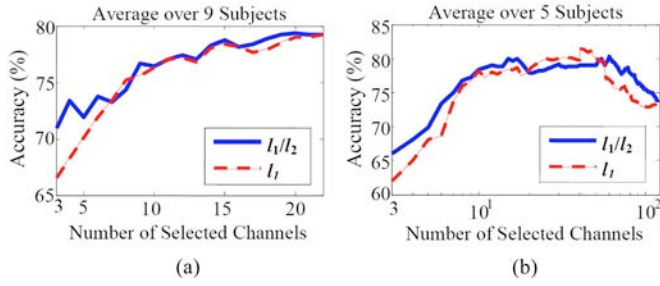 Average over 9 Subjects
Accuracy (%)
80
75
70
65
l₁/l₂
l₁
3 5 10 15 20
Number of Selected Channels
(a)
Average over 5 Subjects
Accuracy (%)
85
80
75
70
65
60
l₁/l₂
l₁
3 10¹ 10²
Number of Selected Channels
(b)